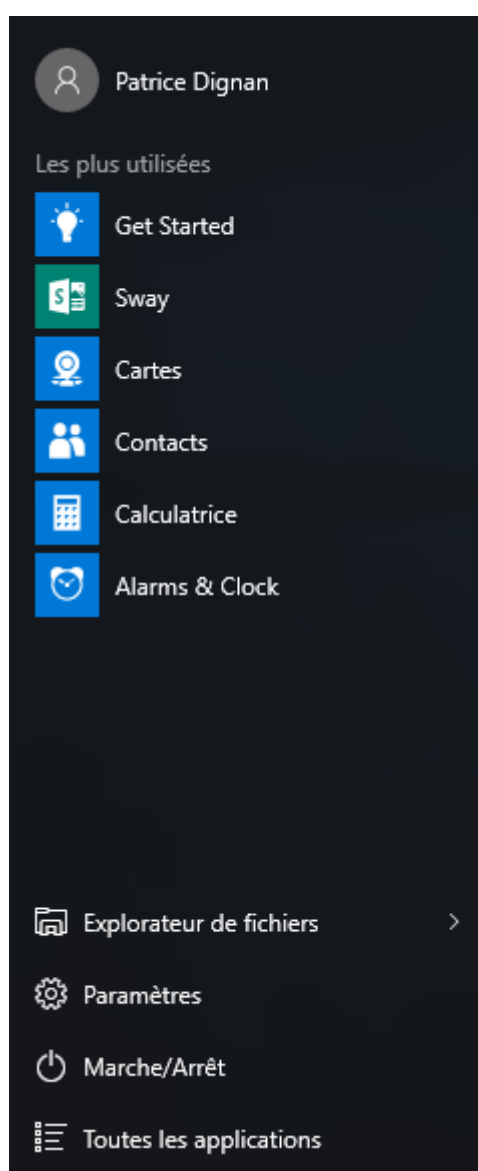 Patrice Dignan
Les plus utilisées
Get Started
Sway
Cartes
Contacts
Calculatrice
Alarms & Clock
Explorateur de fichiers
Paramètres
Marche/Arrêt
Toutes les applications